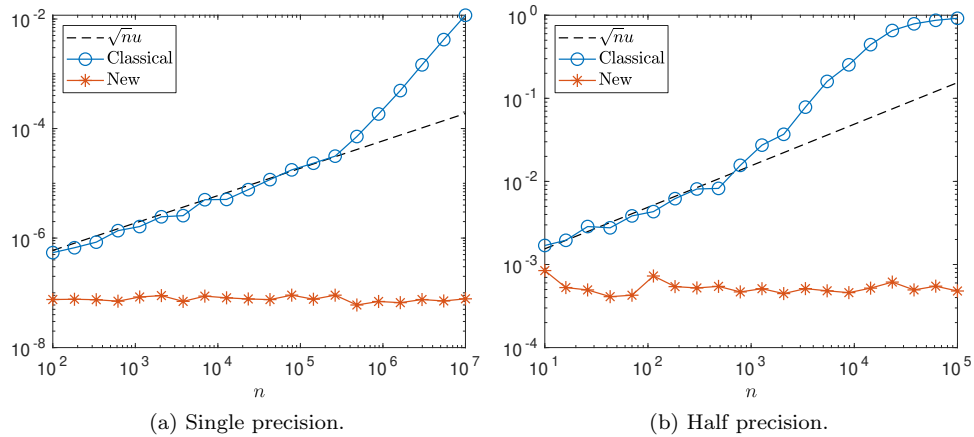 10^-2
10^-4
10^-6
10^-8
√nu
Classical
New
10^2 10^3 10^4 10^5 10^6 10^7
n
(a) Single precision.
10^0
10^-1
10^-2
10^-3
10^-4
√nu
Classical
New
10^1 10^2 10^3 10^4 10^5
n
(b) Half precision.